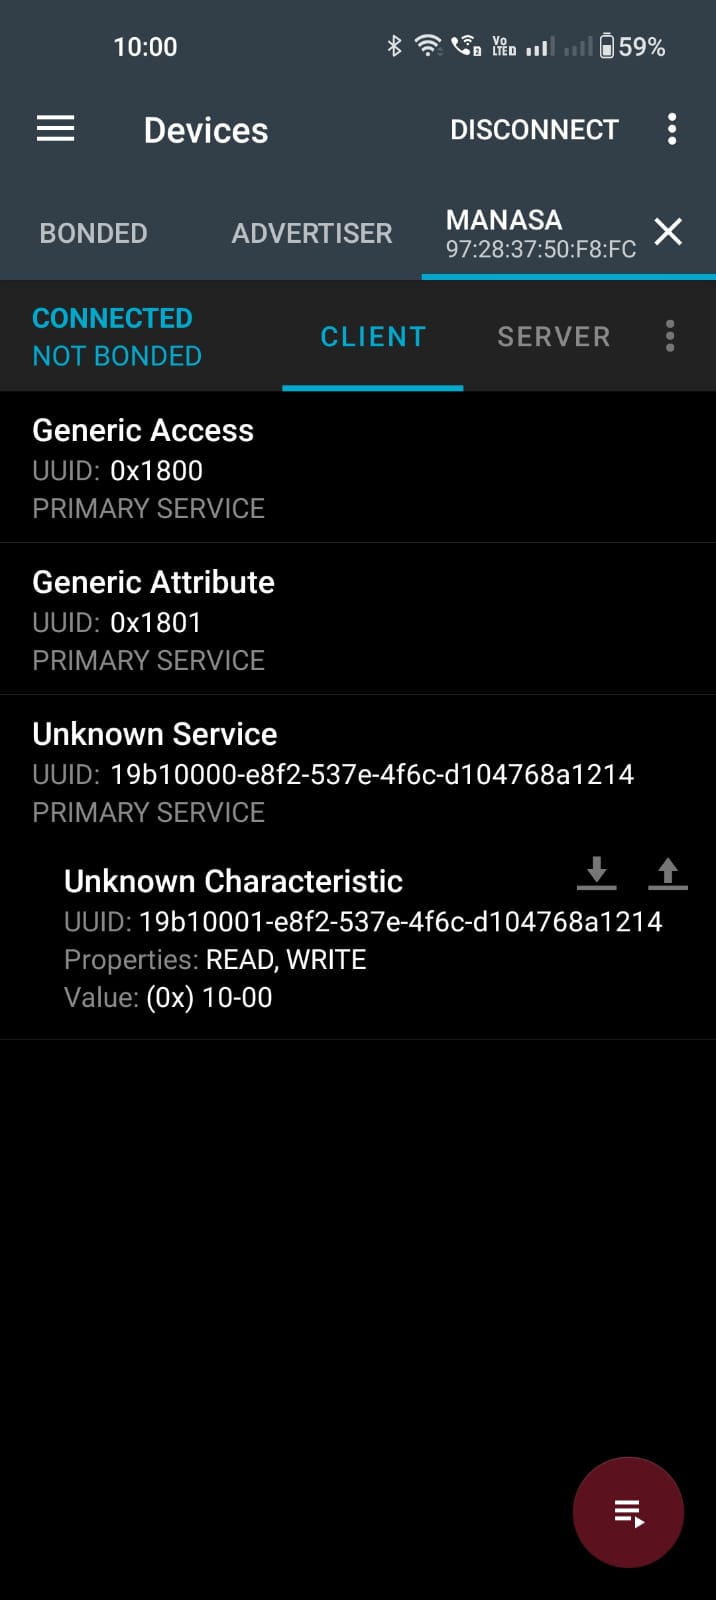 10:00 59%
Devices DISCONNECT
BONDED ADVERTISER MANASA
97:28:37:50:F8:FC
CONNECTED
NOT BONDED
CLIENT SERVER
Generic Access
UUID: 0x1800
PRIMARY SERVICE
Generic Attribute
UUID: 0x1801
PRIMARY SERVICE
Unknown Service
UUID: 19b10000-e8f2-537e-4f6c-d104768a1214
PRIMARY SERVICE
Unknown Characteristic
UUID: 19b10001-e8f2-537e-4f6c-d104768a1214
Properties: READ, WRITE
Value: (0x) 10-00